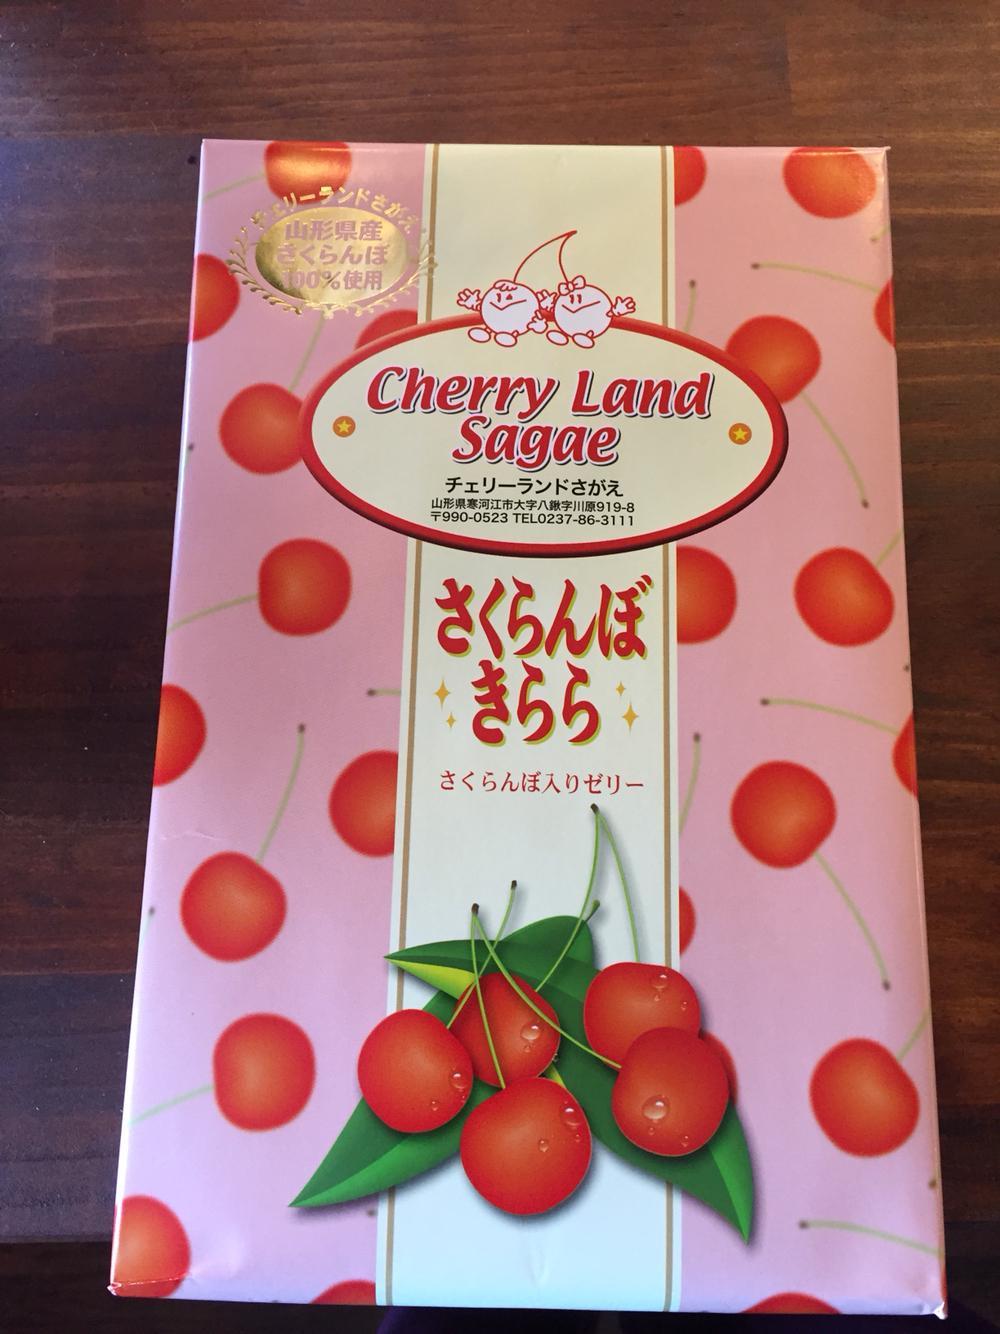 チェリーランドさがえ
山形県産
さくらんぼ
100%使用
Cherry Land
Sagae
チェリーランドさがえ
山形県寒河江市大字八鍬字川原919-8
〒990-0523 TEL0237-86-3111
さくらんぼ
きらら
さくらんぼ入りゼリー